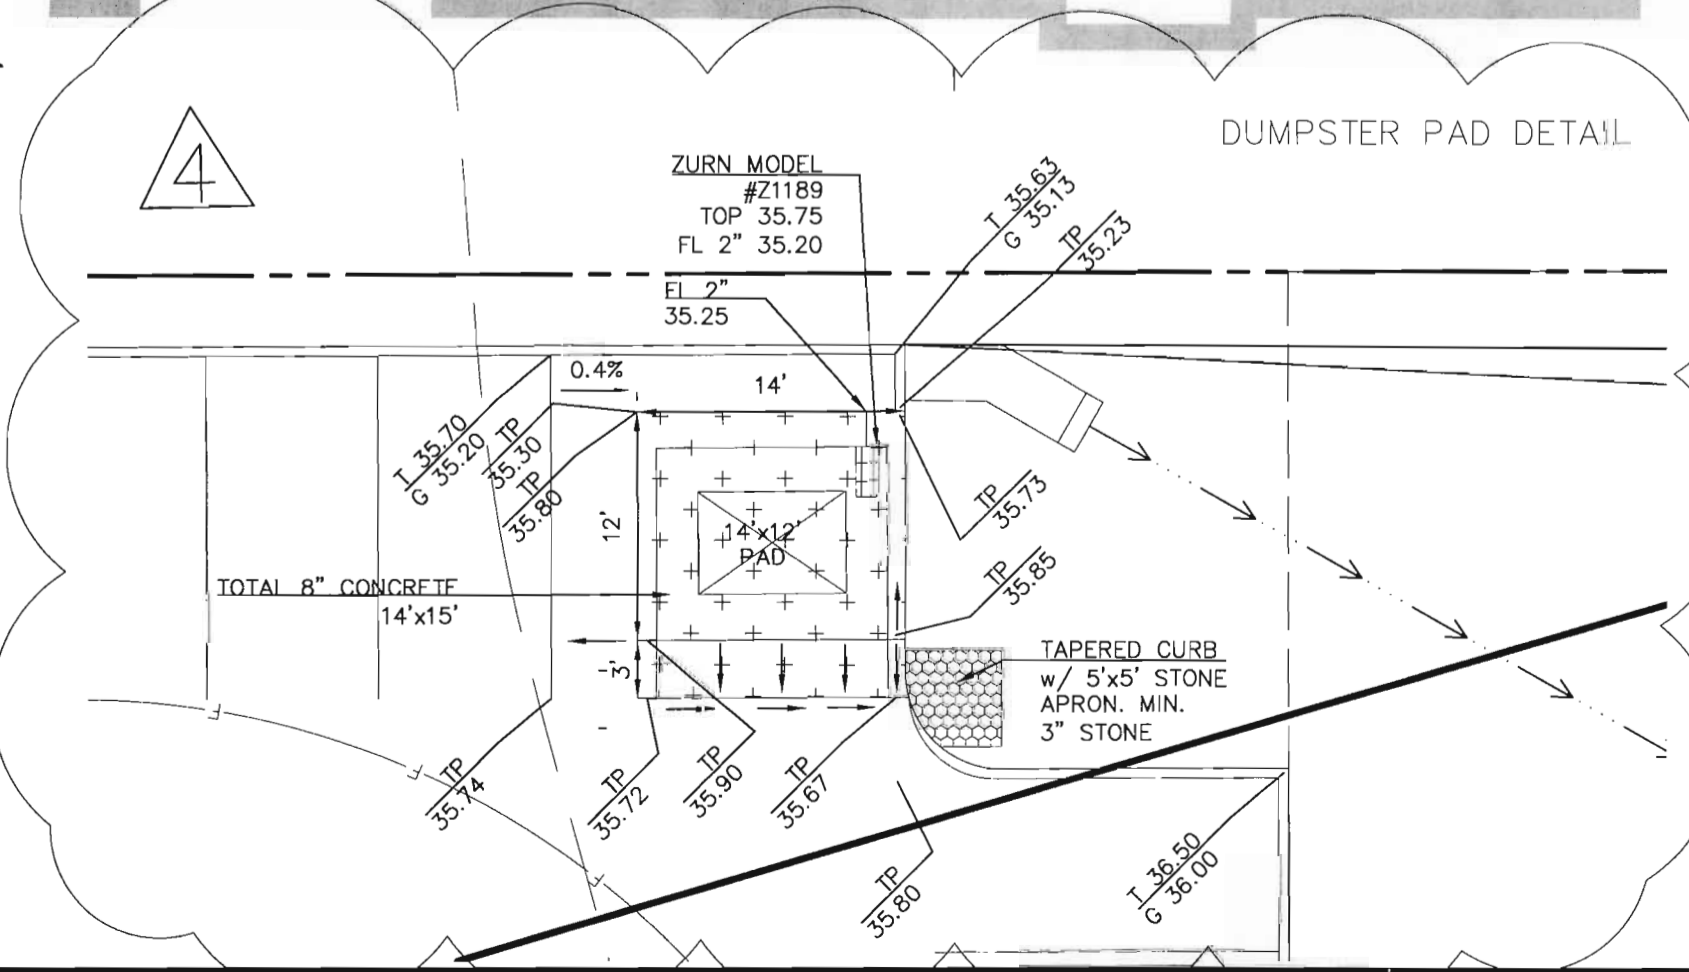 DUMPSTER PAD DETAIL
4
ZURN MODEL
#Z1189
TOP 35.75
FL 2" 35.20
FL 2"
35.25
T 35.63
G 35.13
TP
35.23
0.4%
14'
T 35.70
G 35.20
TP
35.30
TP
35.80
12'
14'x12'
PAD
TP
35.73
TP
35.85
TOTAL 8" CONCRETE
14'x15'
3'
TAPERED CURB
w/ 5'x5' STONE
APRON. MIN.
3" STONE
F
F
F
TP
35.74
TP
35.72
TP
35.90
TP
35.67
TP
35.80
T 36.50
G 36.00